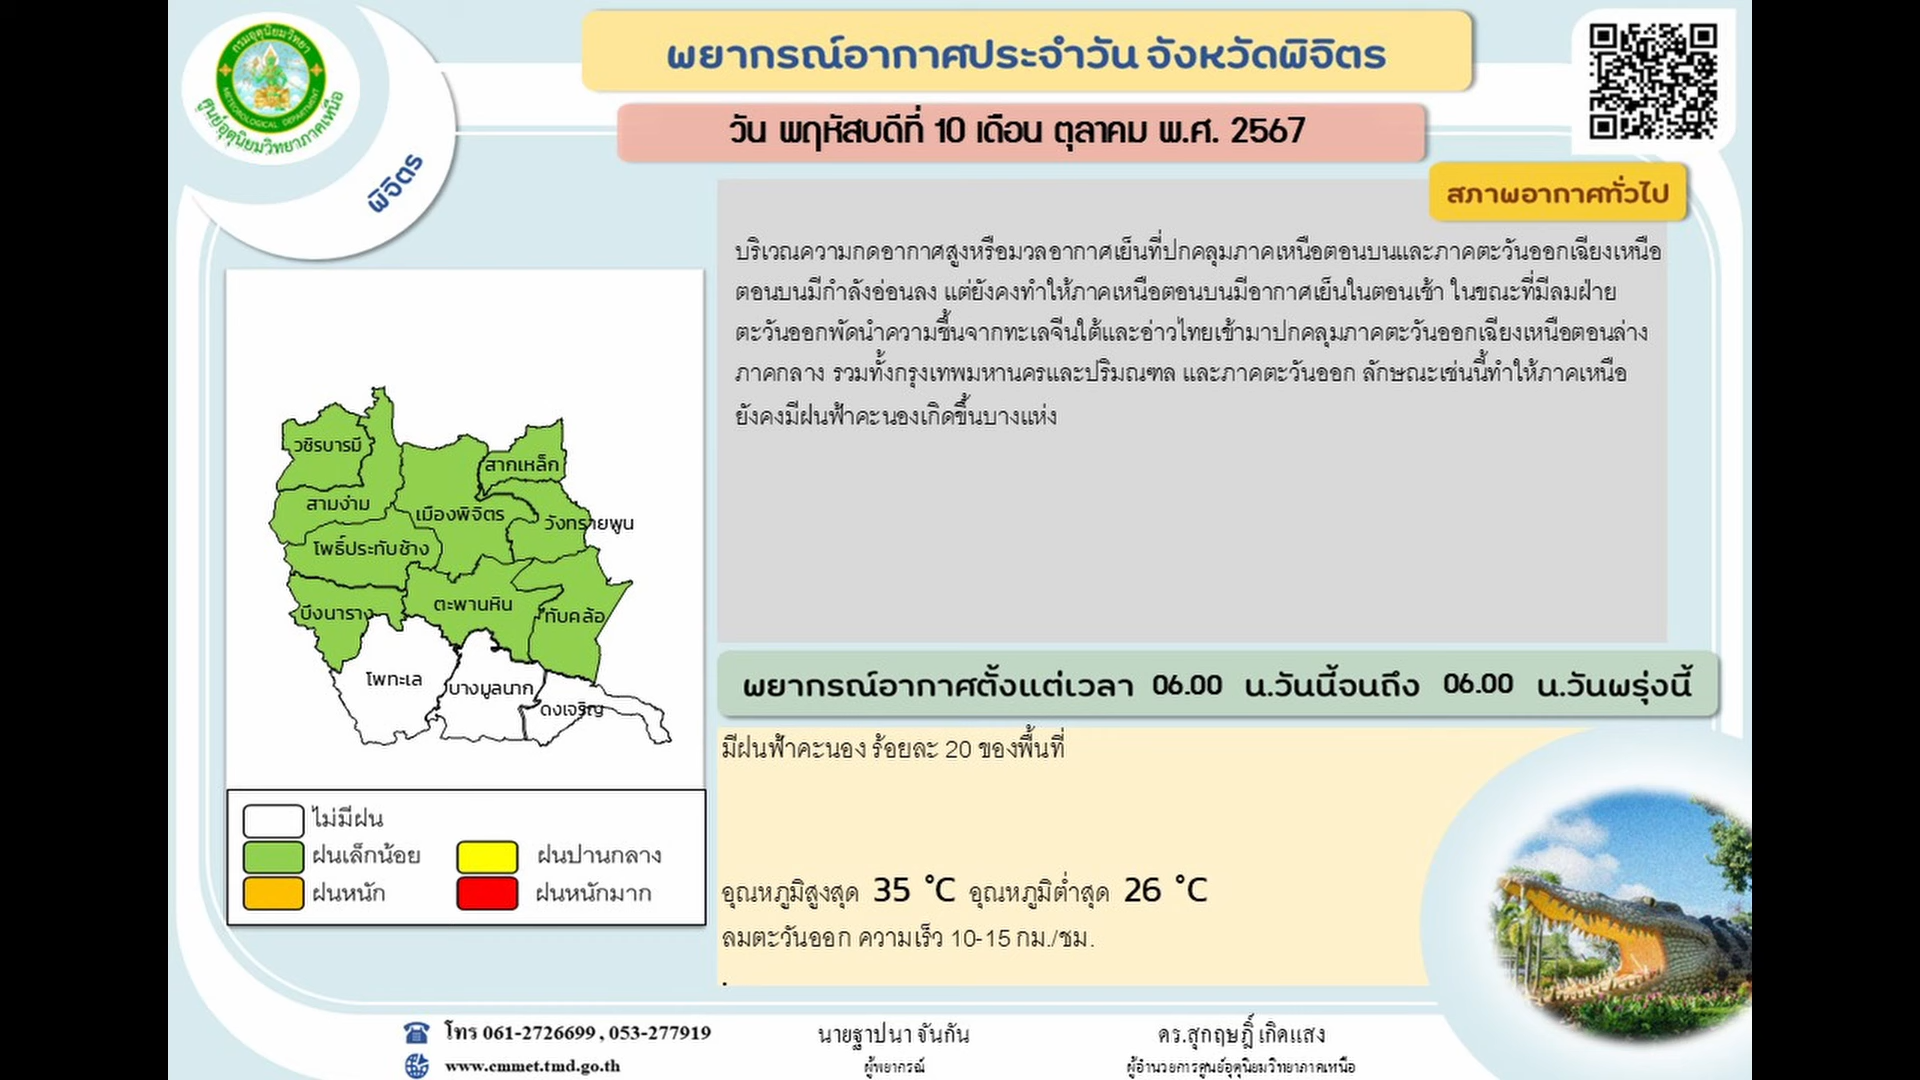 กรมอุตุนิยมวิทยา
METEOROLOGICAL DEPARTMENT
ศูนย์อุตุนิยมวิทยาภาคเหนือ
พิจิตร
พยากรณ์อากาศประจำวัน จังหวัดพิจิตร
วัน พฤหัสบดีที่ 10 เดือน ตุลาคม พ.ศ. 2567
สภาพอากาศทั่วไป
บริเวณความกดอากาศสูงหรือมวลอากาศเย็นที่ปกคลุมภาคเหนือตอนบนและภาคตะวันออกเฉียงเหนือ
ตอนบนมีกำลังอ่อนลง แต่ยังคงทำให้ภาคเหนือตอนบนมีอากาศเย็นในตอนเช้า ในขณะที่มีลมฝ่าย
ตะวันออกพัดนำความชื้นจากทะเลจีนใต้และอ่าวไทยเข้ามาปกคลุมภาคตะวันออกเฉียงเหนือตอนล่าง
ภาคกลาง รวมทั้งกรุงเทพมหานครและปริมณฑล และภาคตะวันออก ลักษณะเช่นนี้ทำให้ภาคเหนือ
ยังคงมีฝนฟ้าคะนองเกิดขึ้นบางแห่ง
วชิรบารมี
สากเหล็ก
สามง่าม
เมืองพิจิตร
วังทรายพูน
โพธิ์ประทับช้าง
บึงนาราง
ตะพานหิน
ทับคล้อ
โพทะเล
บางมูลนาก
ดงเจริญ
ไม่มีฝน
ฝนเล็กน้อย
ฝนปานกลาง
ฝนหนัก
ฝนหนักมาก
พยากรณ์อากาศตั้งแต่เวลา 06.00 น.วันนี้จนถึง 06.00 น.วันพรุ่งนี้
มีฝนฟ้าคะนอง ร้อยละ 20 ของพื้นที่
อุณหภูมิสูงสุด 35 °C อุณหภูมิต่ำสุด 26 °C
ลมตะวันออก ความเร็ว 10-15 กม./ชม.
.
โทร 061-2726699 , 053-277919
www.cmmet.tmd.go.th
นายฐาปนา จันกัน
ผู้พยากรณ์
ดร.สุกฤษฎิ์ เกิดแสง
ผู้อำนวยการศูนย์อุตุนิยมวิทยาภาคเหนือ